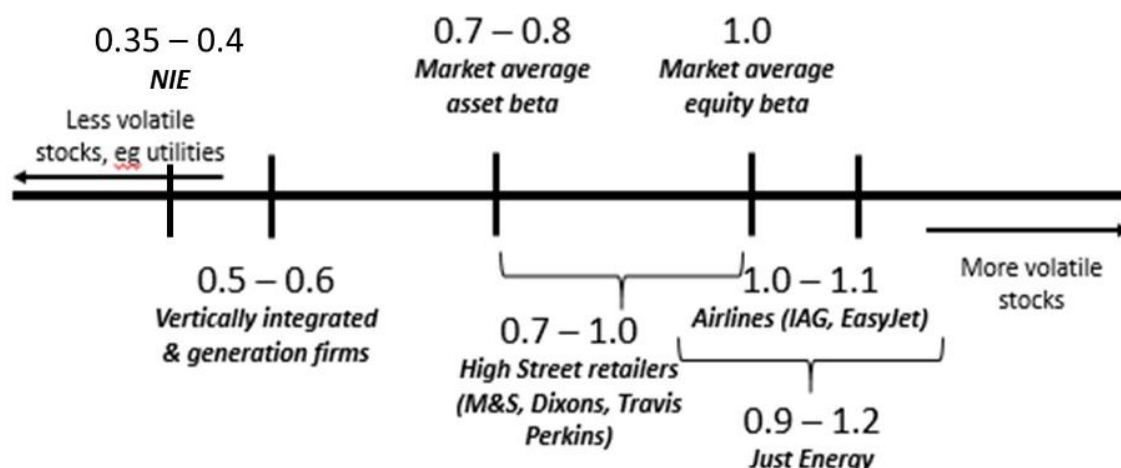 0.35 – 0.4
NIE
Less volatile
stocks, eg utilities
0.7 – 0.8
Market average
asset beta
1.0
Market average
equity beta
0.5 – 0.6
Vertically integrated
& generation firms
0.7 – 1.0
High Street retailers
(M&S, Dixons, Travis
Perkins)
1.0 – 1.1
Airlines (IAG, EasyJet)
More volatile
stocks
0.9 – 1.2
Just Energy